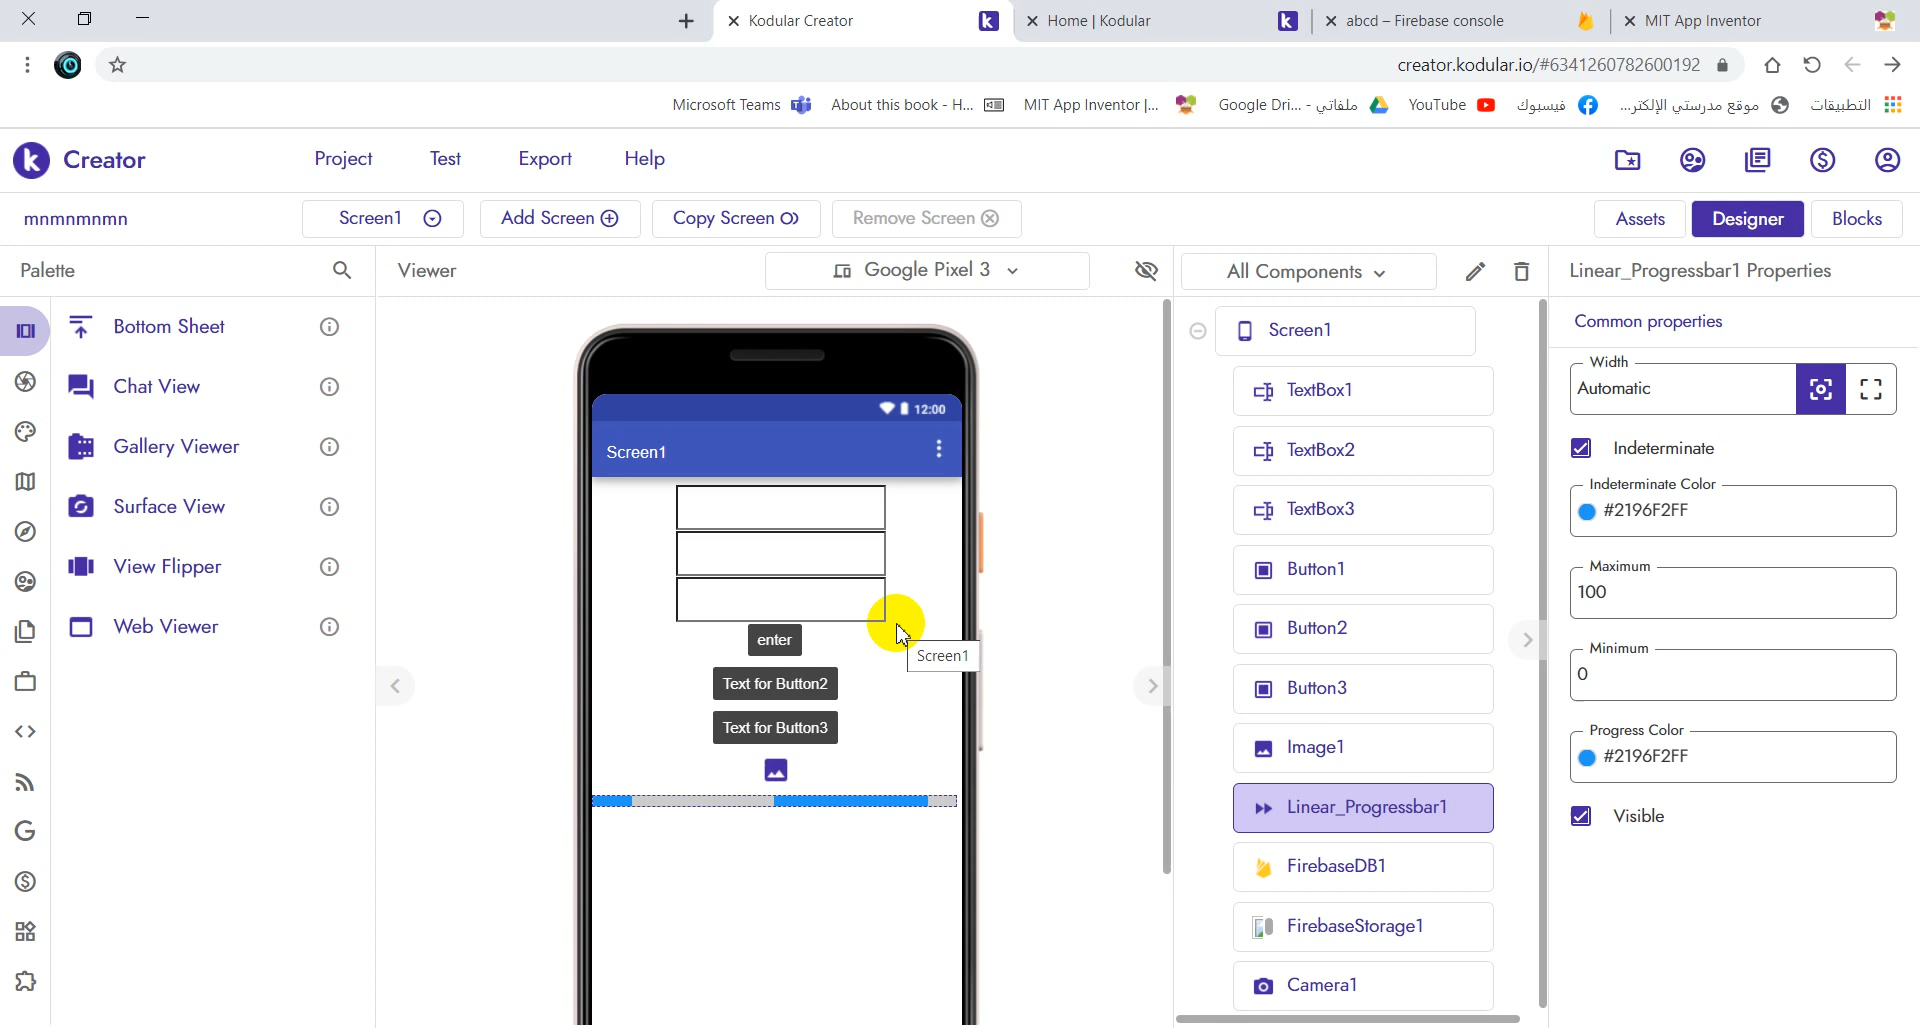 Kodular Creator
Home | Kodular
abcd – Firebase console
MIT App Inventor
creator.kodular.io/#6341260782600192
Microsoft Teams
About this book - H...
MIT App Inventor |...
Google Dri... - ملفاتي
YouTube
فيسبوك
موقع مدرستي الإلكتر...
التطبيقات
Creator
Project
Test
Export
Help
mnmnmnmn
Screen1
Add Screen
Copy Screen
Remove Screen
Assets
Designer
Blocks
Palette
Viewer
Google Pixel 3
All Components
Linear_Progressbar1 Properties
Bottom Sheet
Chat View
Gallery Viewer
Surface View
View Flipper
Web Viewer
12:00
Screen1
enter
Text for Button2
Text for Button3
Screen1
Screen1
TextBox1
TextBox2
TextBox3
Button1
Button2
Button3
Image1
Linear_Progressbar1
FirebaseDB1
FirebaseStorage1
Camera1
Common properties
Width
Automatic
Indeterminate
Indeterminate Color
#2196F2FF
Maximum
100
Minimum
0
Progress Color
#2196F2FF
Visible